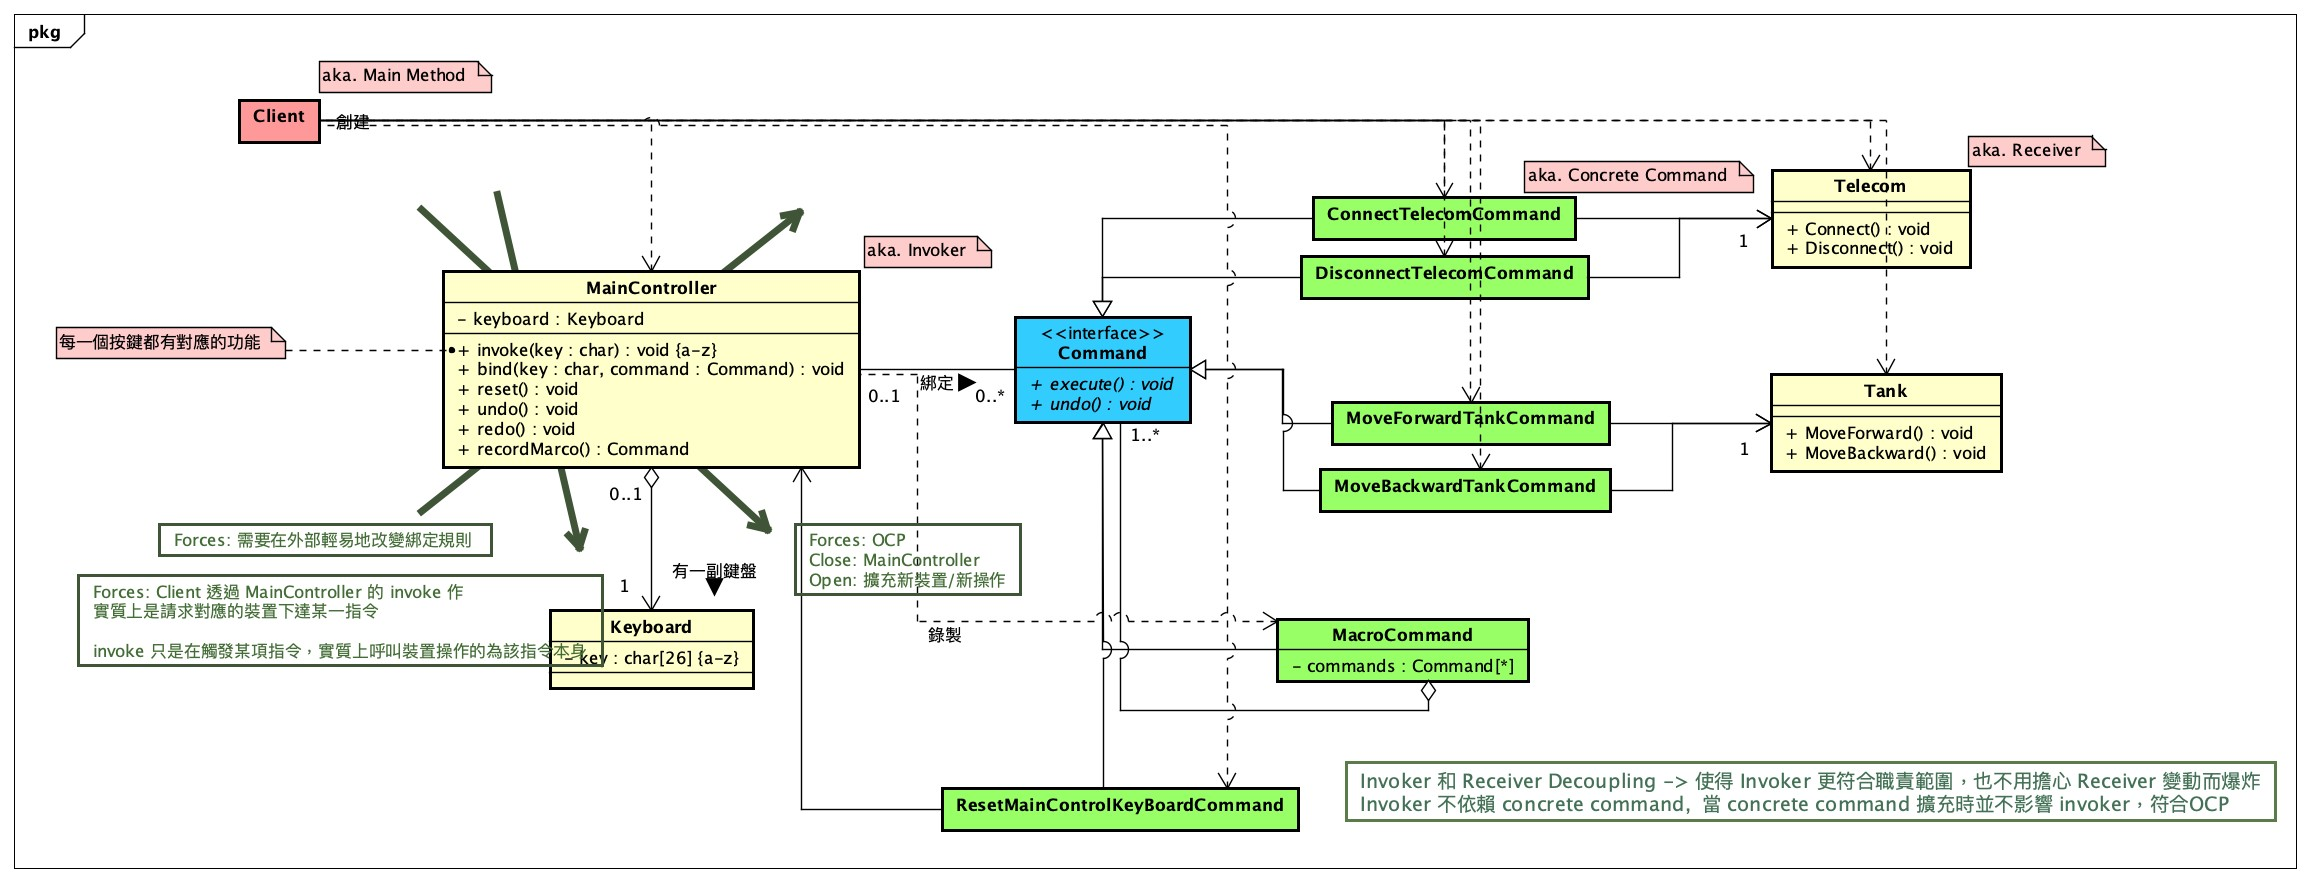 pkg
aka. Main Method
Client
創建
aka. Receiver
aka. Concrete Command
Telecom
+ Connect() : void
+ Disconnect() : void
ConnectTelecomCommand
1
DisconnectTelecomCommand
aka. Invoker
MainController
- keyboard : Keyboard
+ invoke(key : char) : void {a-z}
+ bind(key : char, command : Command) : void
+ reset() : void
+ undo() : void
+ redo() : void
+ recordMarco() : Command
每一個按鍵都有對應的功能
<<interface>>
Command
+ execute() : void
+ undo() : void
綁定
0..1
0..*
1..*
Tank
+ MoveForward() : void
+ MoveBackward() : void
MoveForwardTankCommand
1
MoveBackwardTankCommand
0..1
Forces: 需要在外部輕易地改變綁定規則
Forces: OCP
Close: MainController
Open: 擴充新裝置/新操作
有一副鍵盤
1
Forces: Client 透過 MainController 的 invoke 作
實質上是請求對應的裝置下達某一指令
invoke 只是在觸發某項指令，實質上呼叫裝置操作的為該指令本身
Keyboard
- key : char[26] {a-z}
錄製
MacroCommand
- commands : Command[*]
ResetMainControlKeyBoardCommand
Invoker 和 Receiver Decoupling -> 使得 Invoker 更符合職責範圍，也不用擔心 Receiver 變動而爆炸
Invoker 不依賴 concrete command, 當 concrete command 擴充時並不影響 invoker，符合OCP